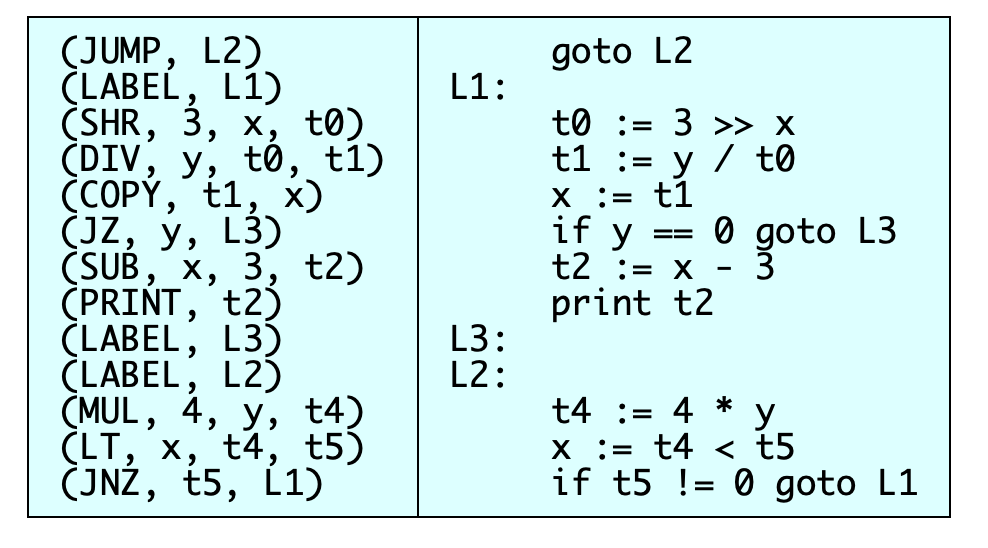 (JUMP, L2)
(LABEL, L1)
(SHR, 3, x, t0)
(DIV, y, t0, t1)
(COPY, t1, x)
(JZ, y, L3)
(SUB, x, 3, t2)
(PRINT, t2)
(LABEL, L3)
(LABEL, L2)
(MUL, 4, y, t4)
(LT, x, t4, t5)
(JNZ, t5, L1)
goto L2
L1:
t0 := 3 >> x
t1 := y / t0
x := t1
if y == 0 goto L3
t2 := x - 3
print t2
L3:
L2:
t4 := 4 * y
x := t4 < t5
if t5 != 0 goto L1